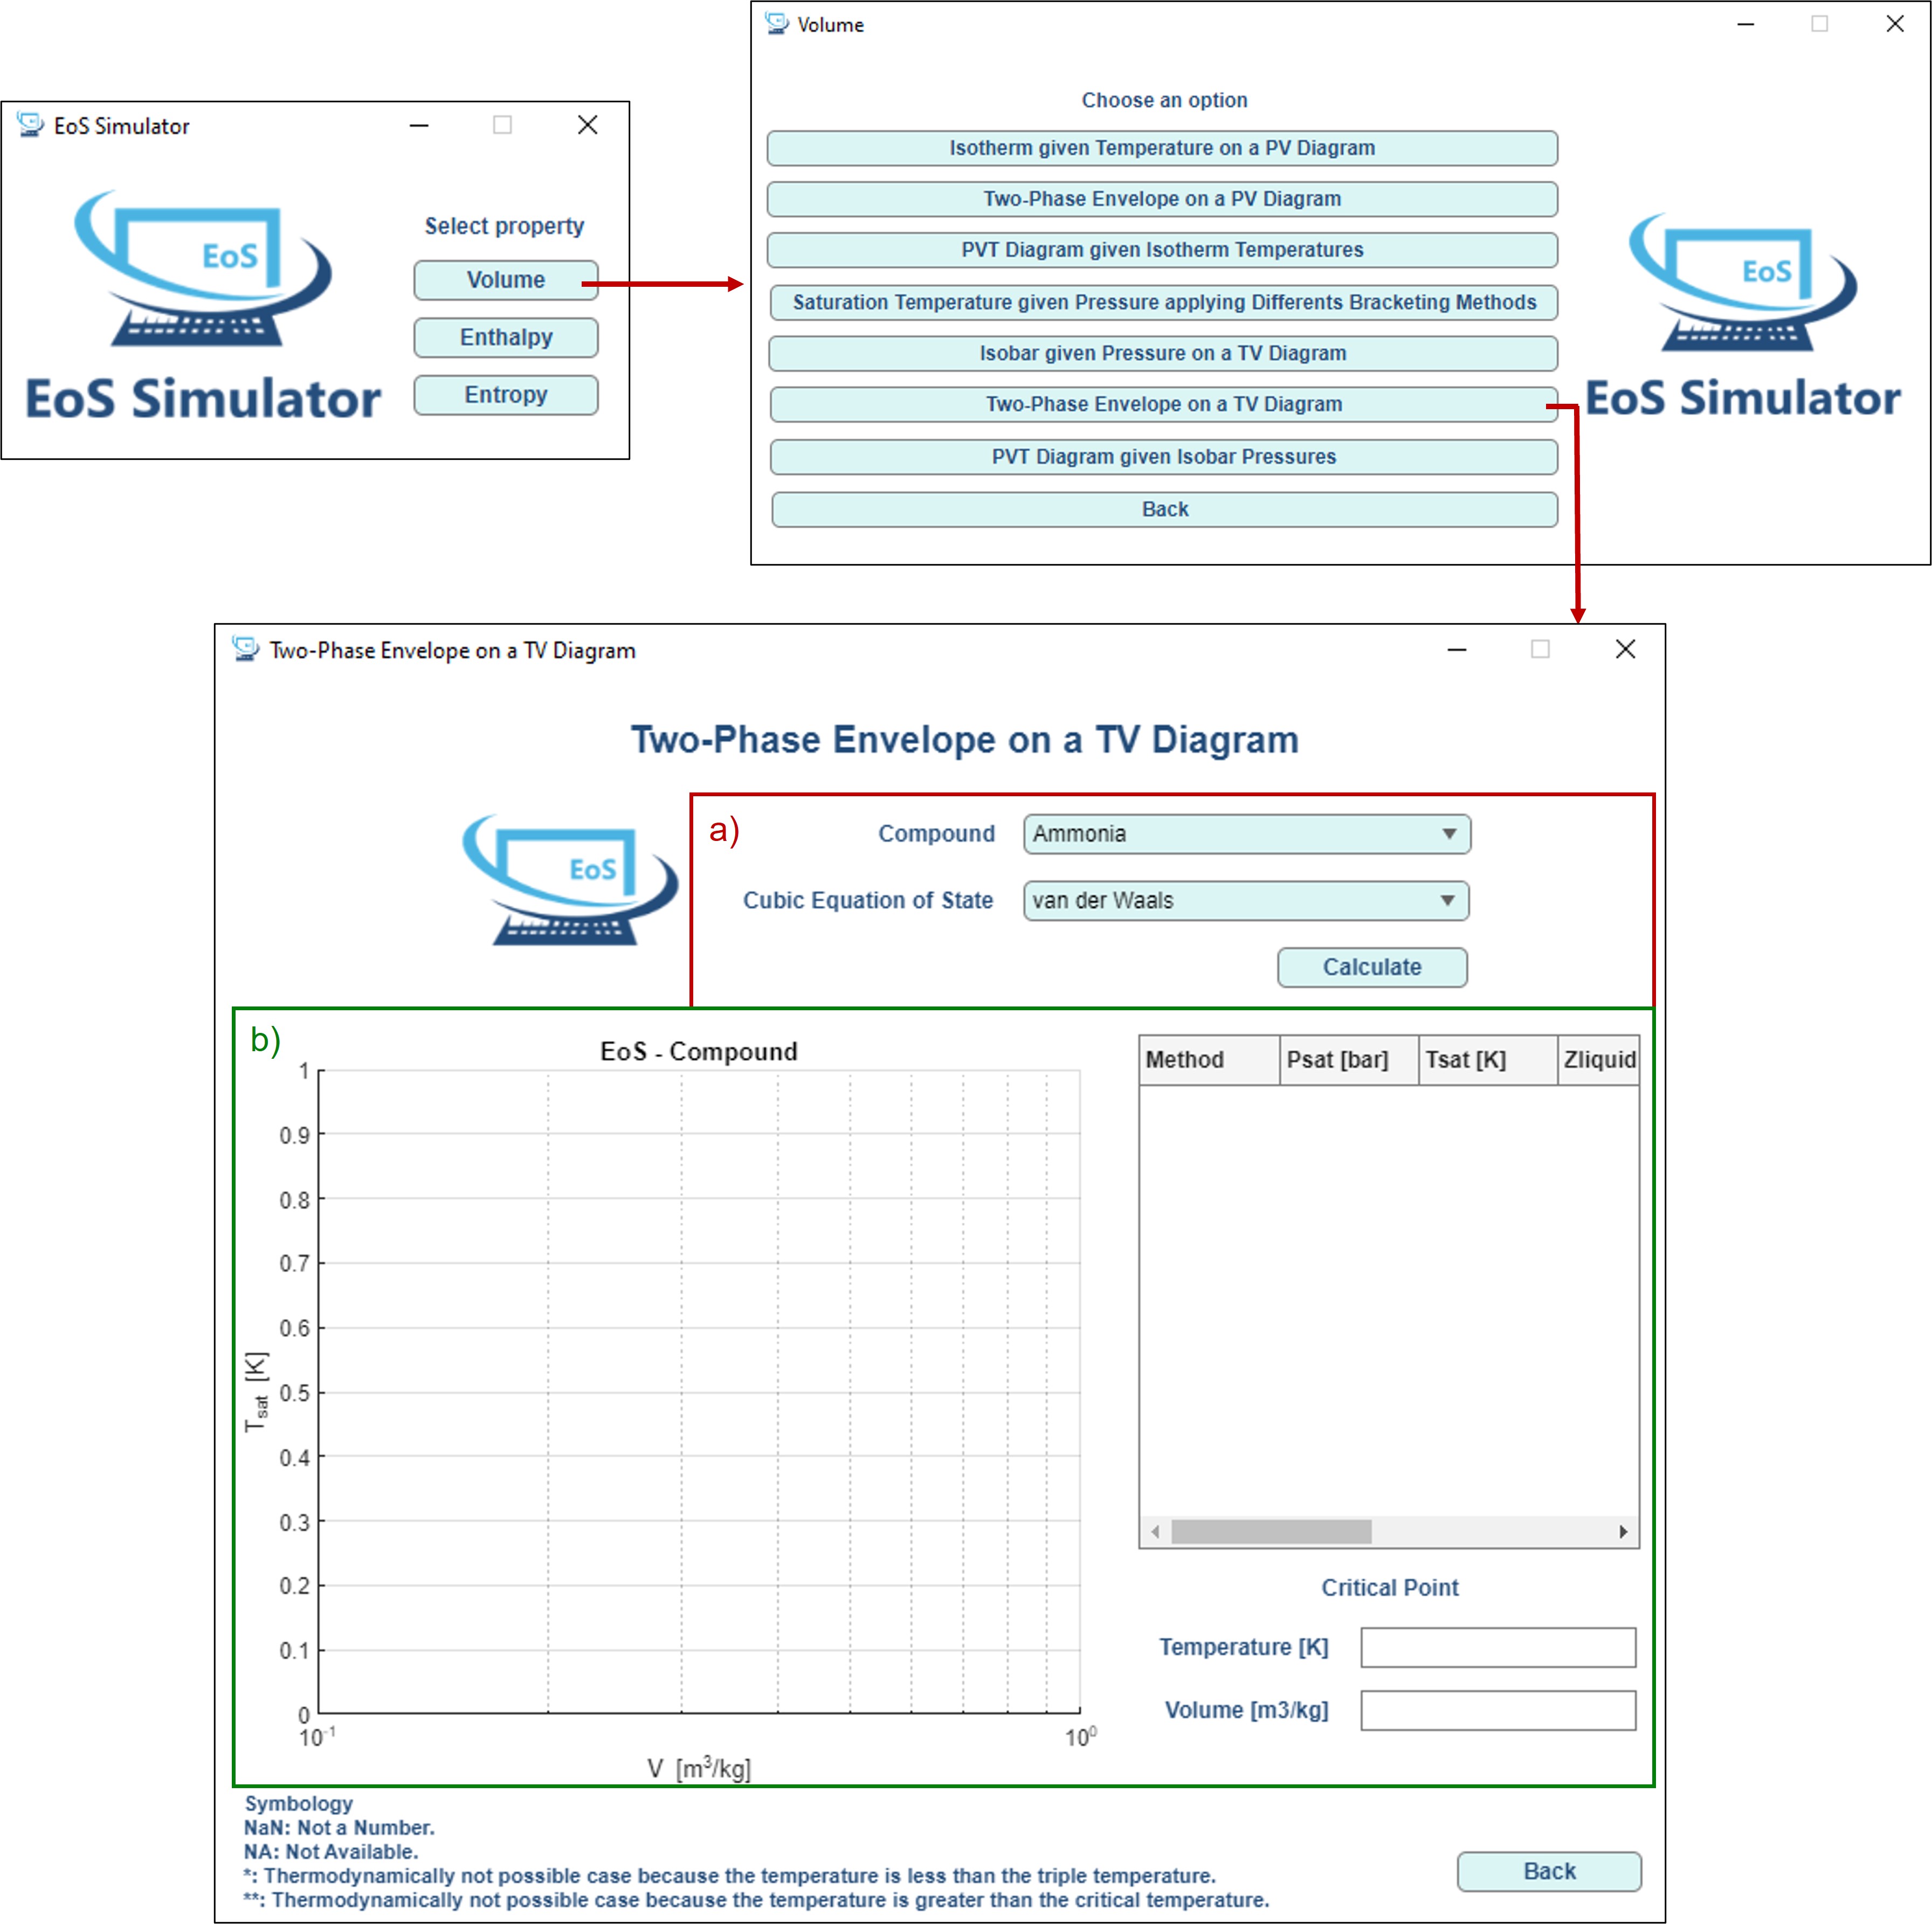 EoS Simulator
EoS
EoS Simulator
Select property
Volume
Enthalpy
Entropy
Volume
Choose an option
Isotherm given Temperature on a PV Diagram
Two-Phase Envelope on a PV Diagram
PVT Diagram given Isotherm Temperatures
Saturation Temperature given Pressure applying Differents Bracketing Methods
Isobar given Pressure on a TV Diagram
Two-Phase Envelope on a TV Diagram
PVT Diagram given Isobar Pressures
Back
EoS
EoS Simulator
Two-Phase Envelope on a TV Diagram
Two-Phase Envelope on a TV Diagram
EoS
a)
Compound Ammonia
Cubic Equation of State van der Waals
Calculate
b)
EoS - Compound
1
0.9
0.8
0.7
0.6
0.5
0.4
0.3
0.2
0.1
0
T_sat [K]
10^-1 10^0
V [m³/kg]
Method Psat [bar] Tsat [K] Zliquid
Critical Point
Temperature [K]
Volume [m3/kg]
Symbology
NaN: Not a Number.
NA: Not Available.
*: Thermodynamically not possible case because the temperature is less than the triple temperature.
**: Thermodynamically not possible case because the temperature is greater than the critical temperature.
Back